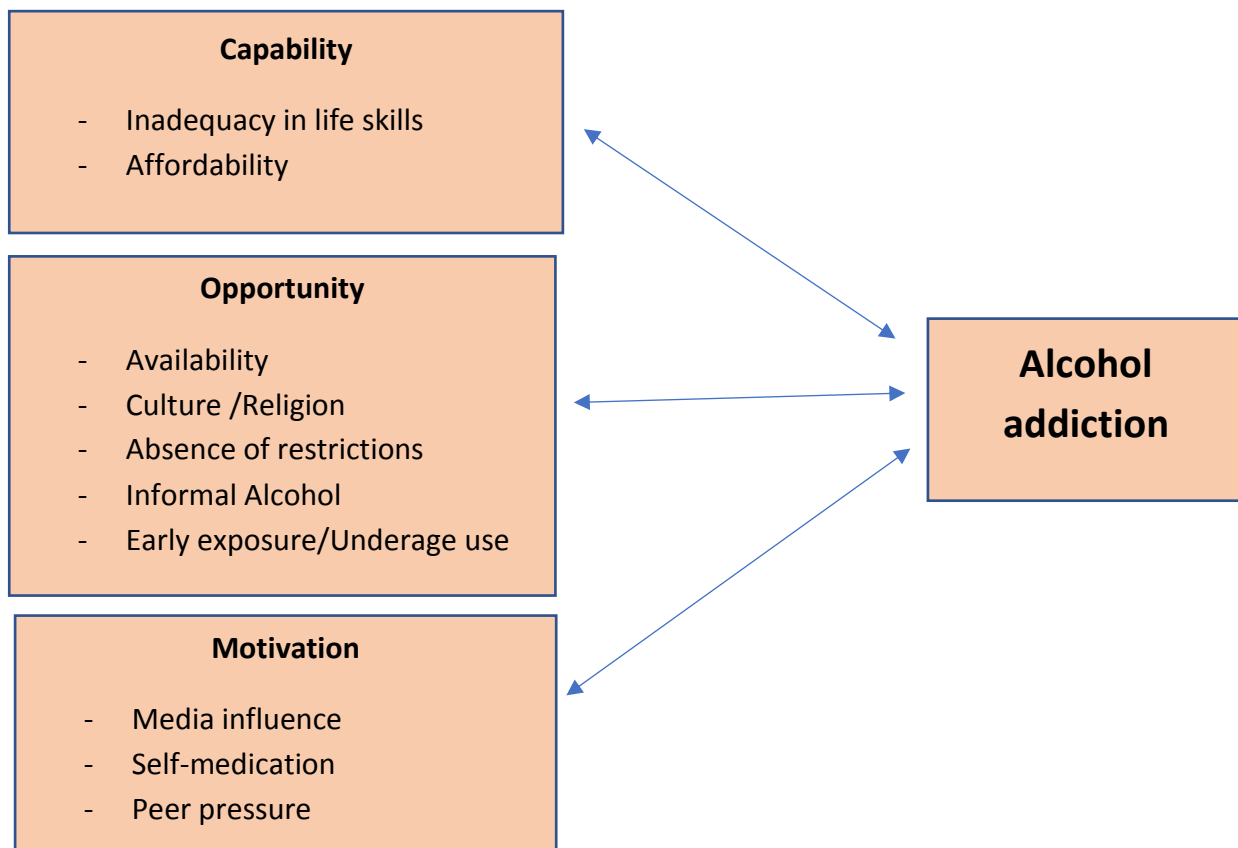 Capability
- Inadequacy in life skills
- Affordability
Opportunity
- Availability
- Culture /Religion
- Absence of restrictions
- Informal Alcohol
- Early exposure/Underage use
Motivation
- Media influence
- Self-medication
- Peer pressure
Alcohol
addiction